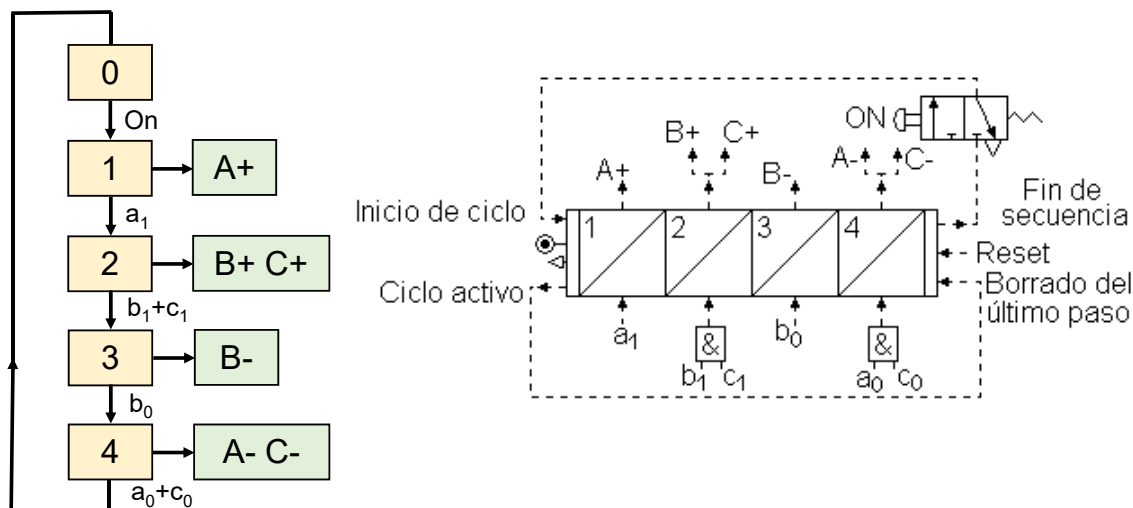 0
On
1
A+
a₁
2
B+ C+
b₁+c₁
3
B-
b₀
4
A- C-
a₀+c₀
ON
B+ C+
A- C-
A+
B-
Fin de
secuencia
Inicio de ciclo
1 2 3 4
Reset
Ciclo activo
Borrado del
último paso
a₁
&
b₀
&
b₁ c₁
a₀ c₀